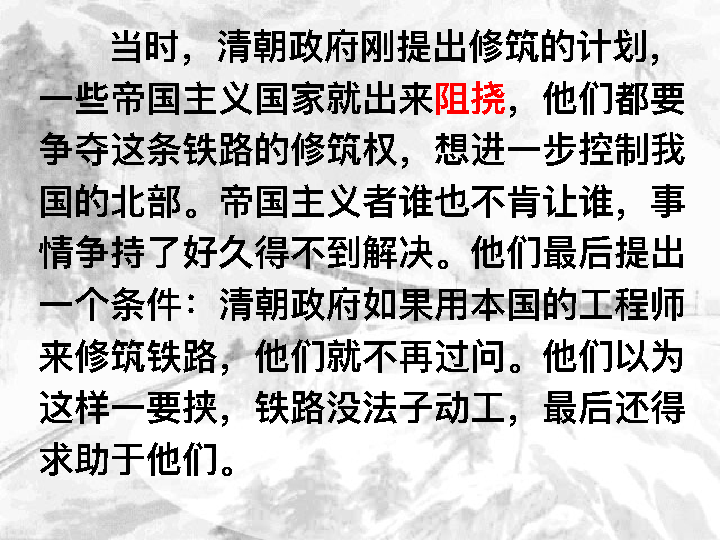 当时，清朝政府刚提出修筑的计划，
一些帝国主义国家就出来阻挠，他们都要
争夺这条铁路的修筑权，想进一步控制我
国的北部。帝国主义者谁也不肯让谁，事
情争持了好久得不到解决。他们最后提出
一个条件：清朝政府如果用本国的工程师
来修筑铁路，他们就不再过问。他们以为
这样一要挟，铁路没法子动工，最后还得
求助于他们。